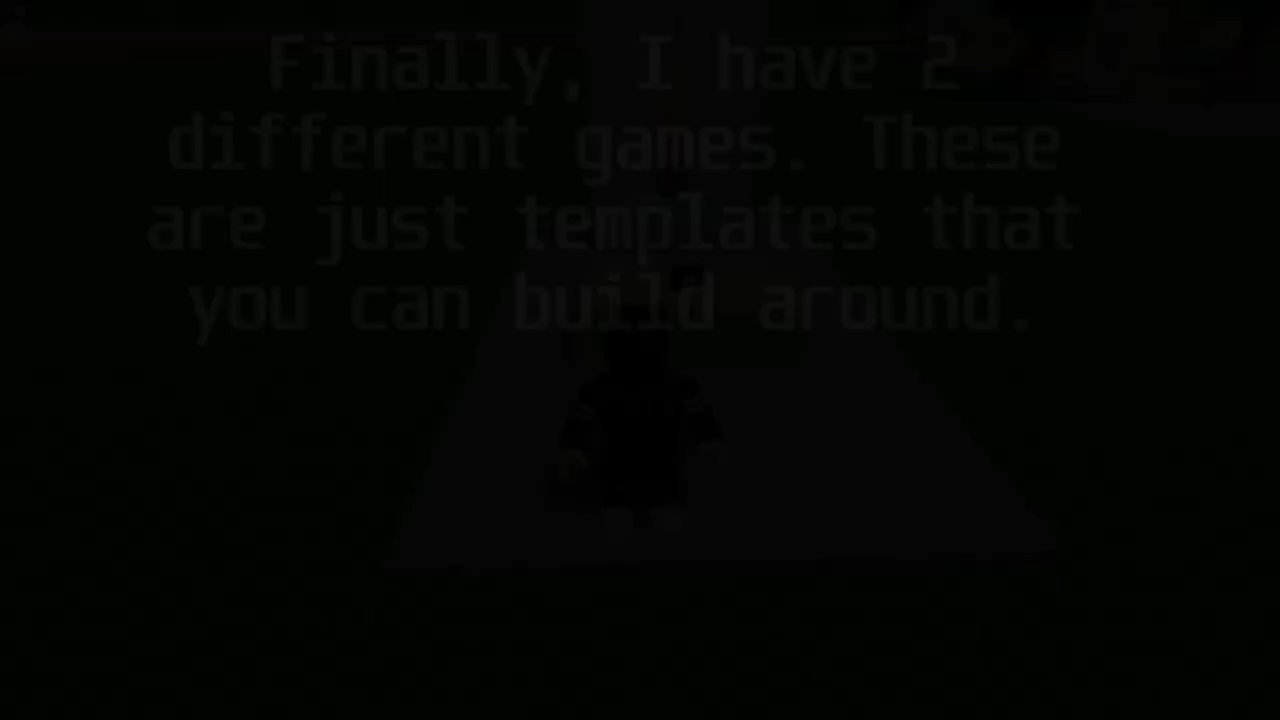 Finally, I have 2
different games. These
are just templates that
you can build around.